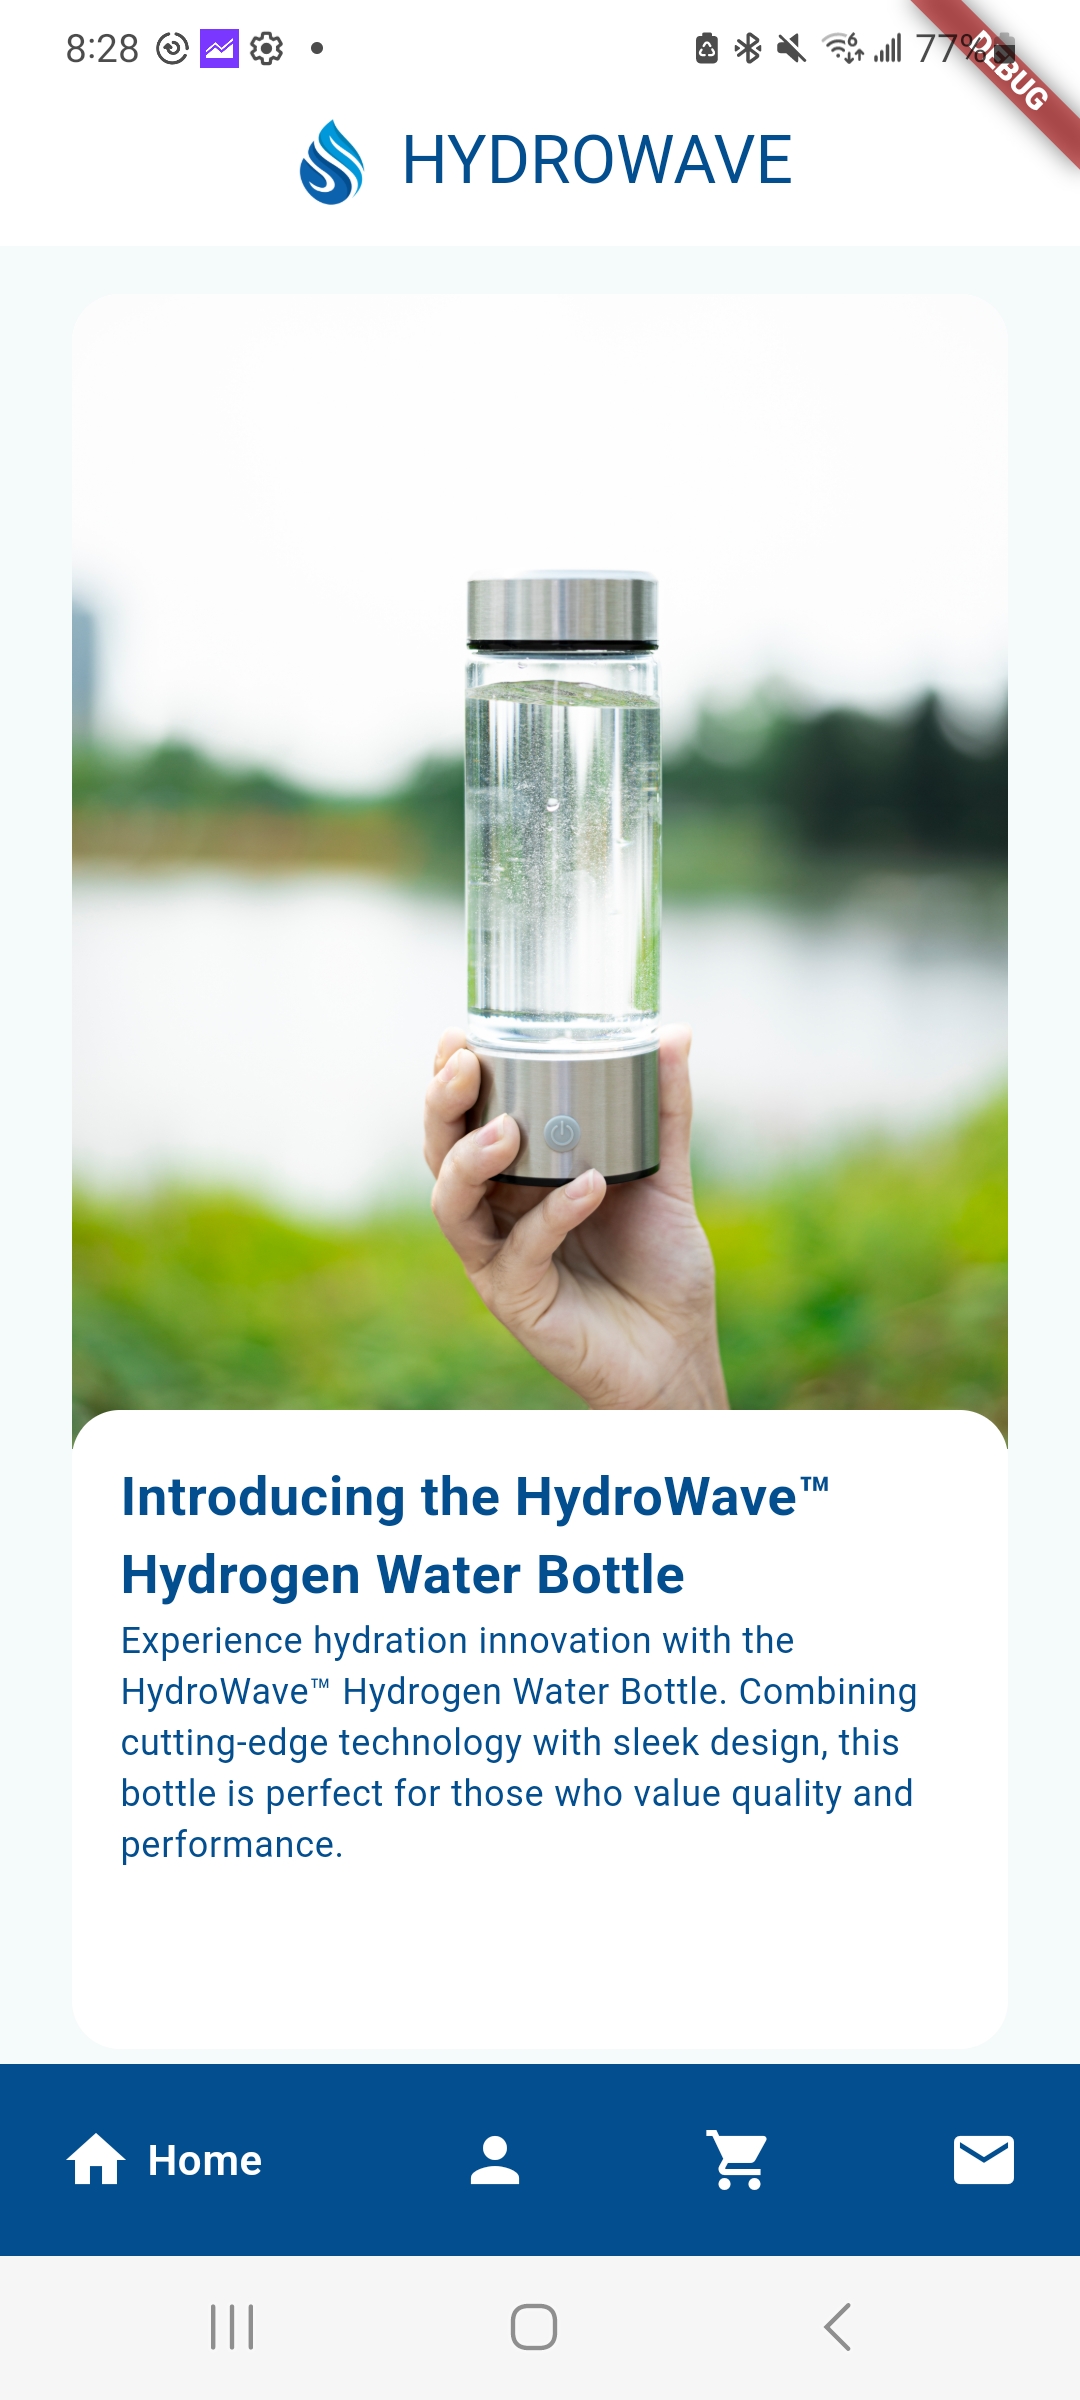 8:28
77%
DEBUG
HYDROWAVE
Introducing the HydroWave™
Hydrogen Water Bottle
Experience hydration innovation with the
HydroWave™ Hydrogen Water Bottle. Combining
cutting-edge technology with sleek design, this
bottle is perfect for those who value quality and
performance.
Home